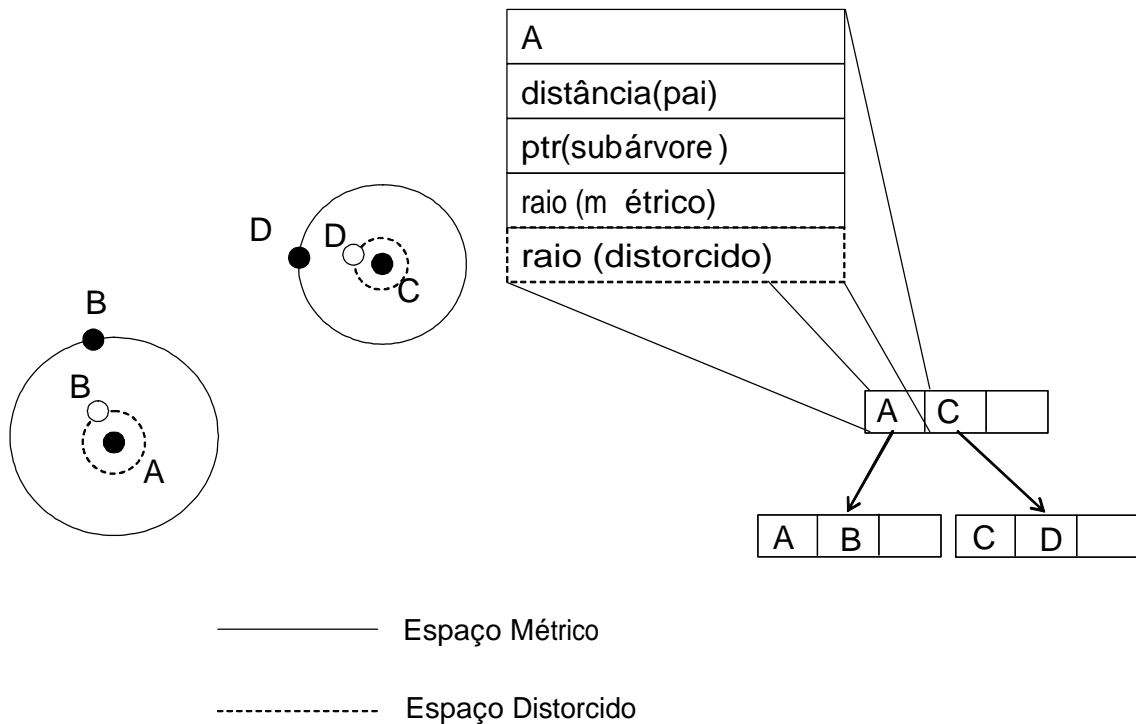 A
distância(pai)
ptr(subárvore)
raio (m étrico)
raio (distorcido)
D
D
C
B
B
A
A C
A B
C D
Espaço Métrico
Espaço Distorcido